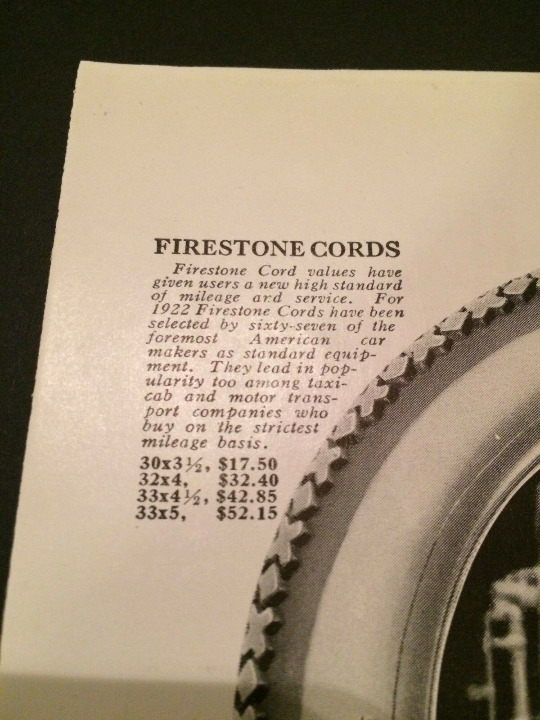 FIRESTONE CORDS
Firestone Cord values have
given users a new high standard
of mileage and service. For
1922 Firestone Cords have been
selected by sixty-seven of the
foremost American car
makers as standard equip-
ment. They lead in pop-
ularity too among taxi-
cab and motor trans-
port companies who
buy on the strictest
mileage basis.
30x3½, $17.50
32x4, $32.40
33x4½, $42.85
33x5, $52.15